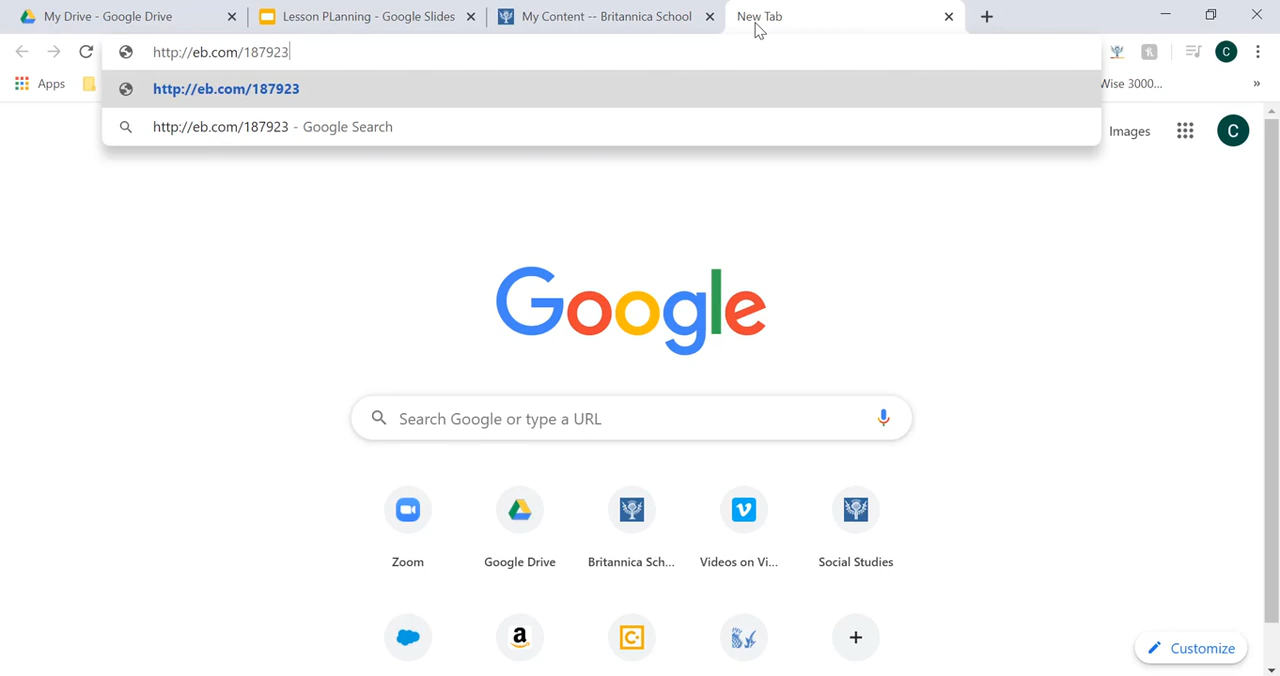 My Drive - Google Drive
Lesson PLanning - Google Slides
My Content -- Britannica School
New Tab
http://eb.com/187923
C
Apps
http://eb.com/187923
Wise 3000...
»
http://eb.com/187923 - Google Search
Images
C
Google
Search Google or type a URL
Zoom
Google Drive
Britannica Sch...
Videos on Vi...
Social Studies
Customize